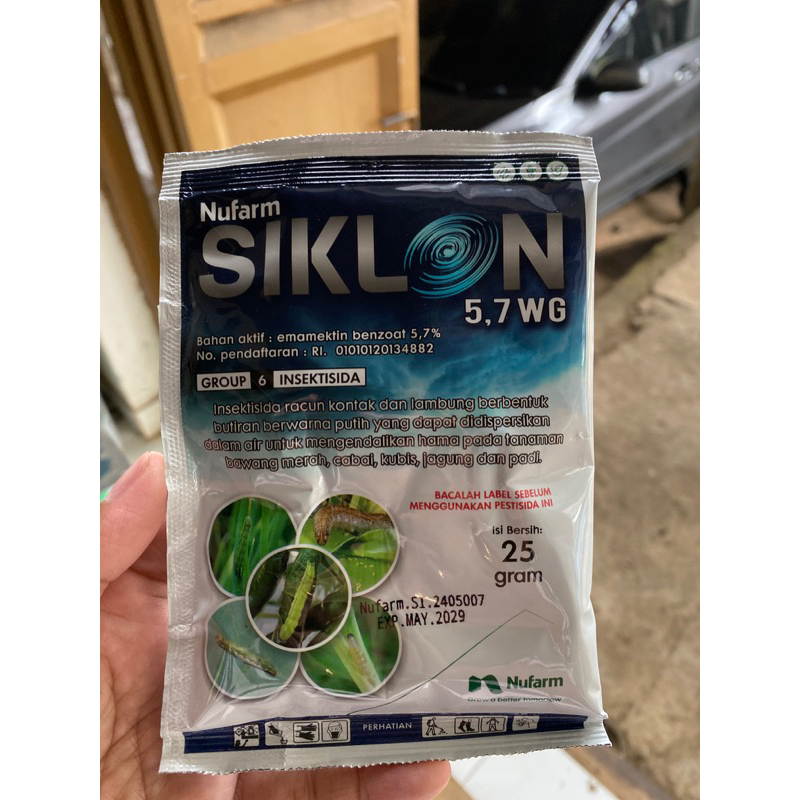 Nufarm
SIKLON
5,7 WG
Bahan aktif : emamektin benzoat 5,7%
No. pendaftaran : RI. 01010120134882
GROUP 6 INSEKTISIDA
Insektisida racun kontak dan lambung berbentuk
butiran berwarna putih yang dapat didispersikan
dalam air untuk mengendalikan hama pada tanaman
bawang merah, cabai, kubis, jagung dan padi.
BACALAH LABEL SEBELUM
MENGGUNAKAN PESTISIDA INI
Isi Bersih:
25
gram
Nufarm.SI.2405007
EXP.MAY.2029
Nufarm
Grow a better tomorrow
PERHATIAN